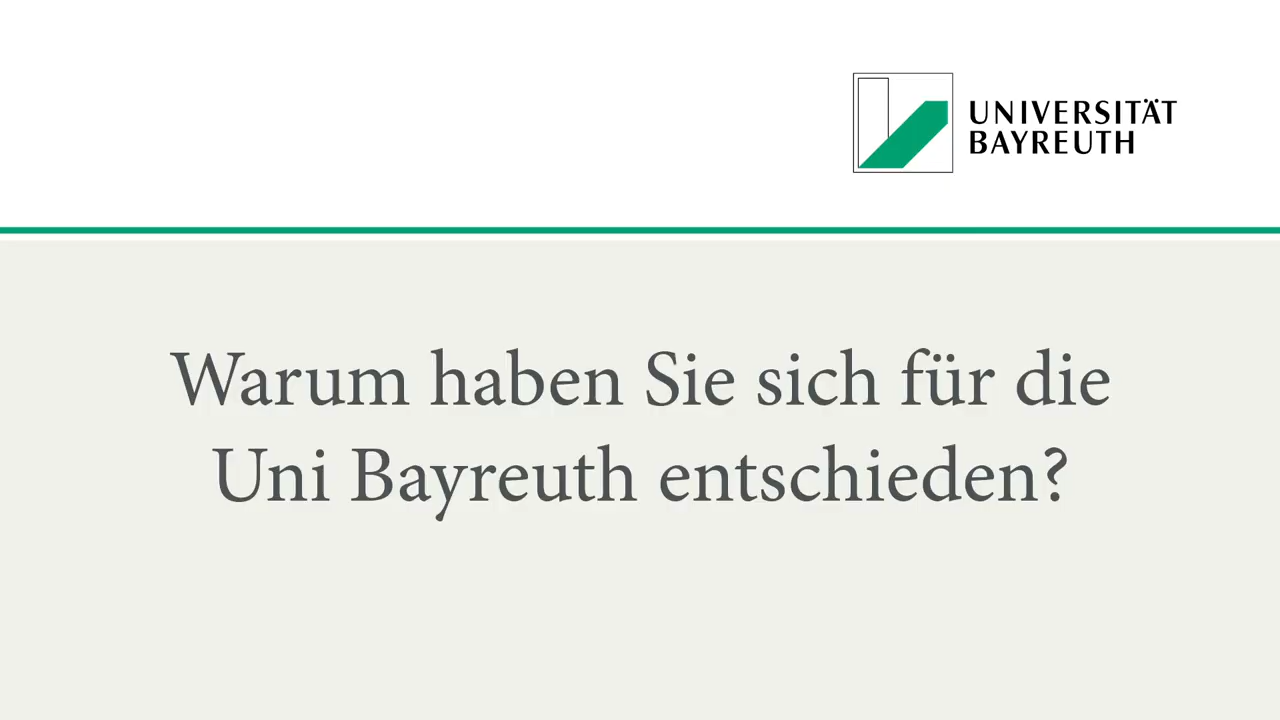 UNIVERSITÄT
BAYREUTH
Warum haben Sie sich für die
Uni Bayreuth entschieden?